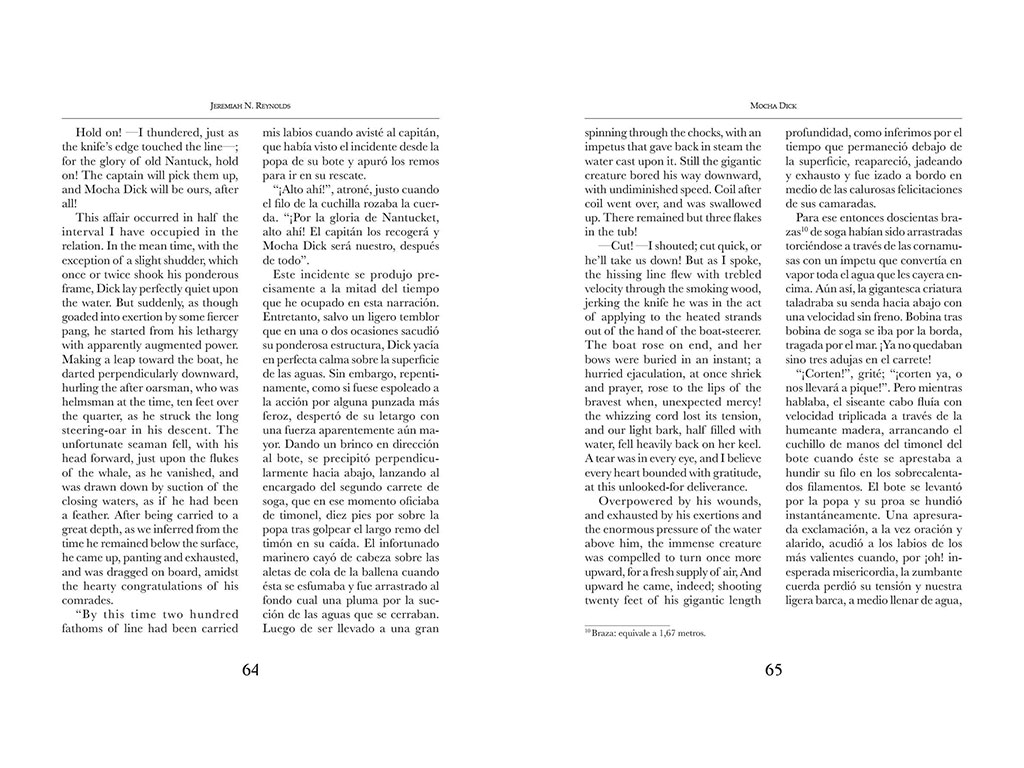 JEREMIAH N. REYNOLDS
Hold on! —I thundered, just as
the knife's edge touched the line—;
for the glory of old Nantuck, hold
on! The captain will pick them up,
and Mocha Dick will be ours, after
all!
This affair occurred in half the
interval I have occupied in the
relation. In the mean time, with the
exception of a slight shudder, which
once or twice shook his ponderous
frame, Dick lay perfectly quiet upon
the water. But suddenly, as though
goaded into exertion by some fiercer
pang, he started from his lethargy
with apparently augmented power.
Making a leap toward the boat, he
darted perpendicularly downward,
hurling the after oarsman, who was
helmsman at the time, ten feet over
the quarter, as he struck the long
steering-oar in his descent. The
unfortunate seaman fell, with his
head forward, just upon the flukes
of the whale, as he vanished, and
was drawn down by suction of the
closing waters, as if he had been
a feather. After being carried to a
great depth, as we inferred from the
time he remained below the surface,
he came up, panting and exhausted,
and was dragged on board, amidst
the hearty congratulations of his
comrades.
“By this time two hundred
fathoms of line had been carried
mis labios cuando avisté al capitán,
que había visto el incidente desde la
popa de su bote y apuró los remos
para ir en su rescate.
“¡Alto ahí!”, atroné, justo cuando
el filo de la cuchilla rozaba la cuer-
da. “¡Por la gloria de Nantucket,
alto ahí! El capitán los recogerá y
Mocha Dick será nuestro, después
de todo”.
Este incidente se produjo pre-
cisamente a la mitad del tiempo
que he ocupado en esta narración.
Entretanto, salvo un ligero temblor
que en una o dos ocasiones sacudió
su ponderosa estructura, Dick yacía
en perfecta calma sobre la superficie
de las aguas. Sin embargo, repenti-
namente, como si fuese espoleado a
la acción por alguna punzada más
feroz, despertó de su letargo con
una fuerza aparentemente aún ma-
yor. Dando un brinco en dirección
al bote, se precipitó perpendicu-
larmente hacia abajo, lanzando al
encargado del segundo carrete de
soga, que en ese momento oficiaba
de timonel, diez pies por sobre la
popa tras golpear el largo remo del
timón en su caída. El infortunado
marinero cayó de cabeza sobre las
aletas de cola de la ballena cuando
ésta se esfumaba y fue arrastrado al
fondo cual una pluma por la suc-
ción de las aguas que se cerraban.
Luego de ser llevado a una gran
64
MOCHA DICK
spinning through the chocks, with an
impetus that gave back in steam the
water cast upon it. Still the gigantic
creature bored his way downward,
with undiminished speed. Coil after
coil went over, and was swallowed
up. There remained but three flakes
in the tub!
—Cut! —I shouted; cut quick, or
he'll take us down! But as I spoke,
the hissing line flew with trebled
velocity through the smoking wood,
jerking the knife he was in the act
of applying to the heated strands
out of the hand of the boat-steerer.
The boat rose on end, and her
bows were buried in an instant; a
hurried ejaculation, at once shriek
and prayer, rose to the lips of the
bravest when, unexpected mercy!
the whizzing cord lost its tension,
and our light bark, half filled with
water, fell heavily back on her keel.
A tear was in every eye, and I believe
every heart bounded with gratitude,
at this unlooked-for deliverance.
Overpowered by his wounds,
and exhausted by his exertions and
the enormous pressure of the water
above him, the immense creature
was compelled to turn once more
upward, for a fresh supply of air, And
upward he came, indeed; shooting
twenty feet of his gigantic length
profundidad, como inferimos por el
tiempo que permaneció debajo de
la superficie, reapareció, jadeando
y exhausto y fue izado a bordo en
medio de las calurosas felicitaciones
de sus camaradas.
Para ese entonces doscientas bra-
zas¹⁰ de soga habían sido arrastradas
torciéndose a través de las cornamu-
sas con un ímpetu que convertía en
vapor toda el agua que les cayera en-
cima. Aún así, la gigantesca criatura
taladraba su senda hacia abajo con
una velocidad sin freno. Bobina tras
bobina de soga se iba por la borda,
tragada por el mar. ¡Ya no quedaban
sino tres adujas en el carrete!
“¡Corten!”, grité; “¡corten ya, o
nos llevará a pique!”. Pero mientras
hablaba, el siseante cabo fluía con
velocidad triplicada a través de la
humeante madera, arrancando el
cuchillo de manos del timonel del
bote cuando éste se aprestaba a
hundir su filo en los sobrecalenta-
dos filamentos. El bote se levantó
por la popa y su proa se hundió
instantáneamente. Una apresura-
da exclamación, a la vez oración y
alarido, acudió a los labios de los
más valientes cuando, por ¡oh! in-
esperada misericordia, la zumbante
cuerda perdió su tensión y nuestra
ligera barca, a medio llenar de agua,
¹⁰ Braza: equivale a 1,67 metros.
65